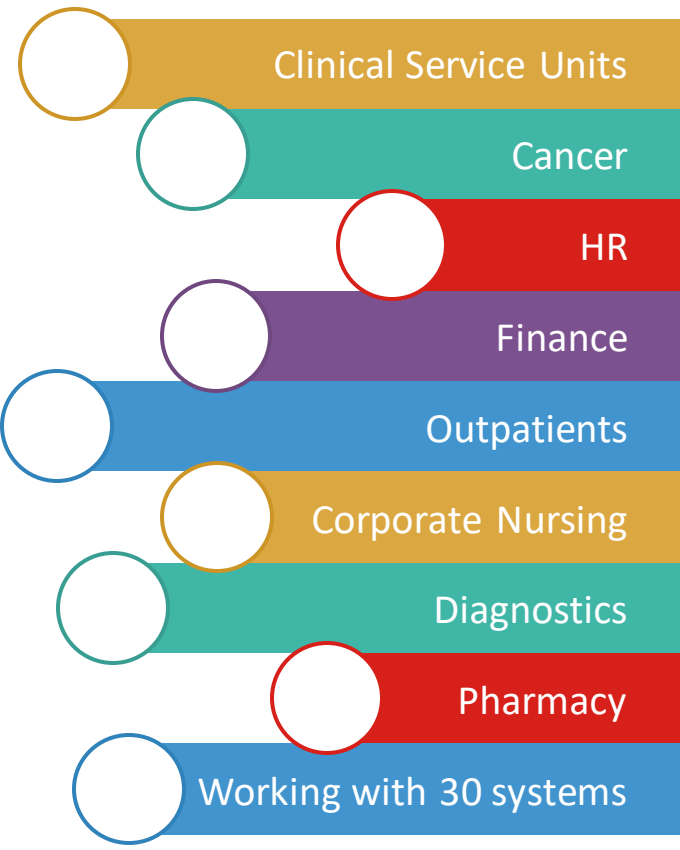 Clinical Service Units
Cancer
HR
Finance
Outpatients
Corporate Nursing
Diagnostics
Pharmacy
Working with 30 systems